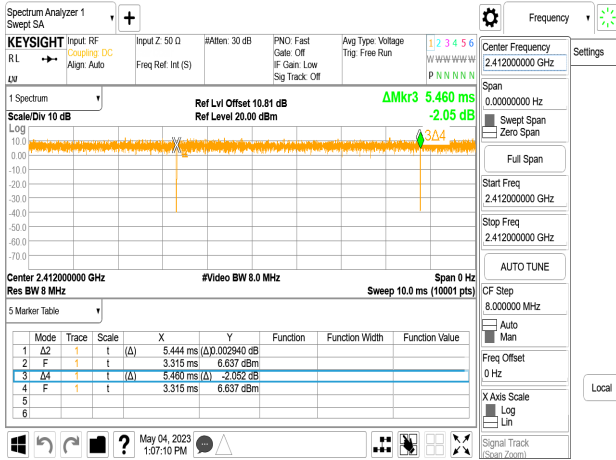 Spectrum Analyzer 1
Swept SA
Frequency
KEYSIGHT
RL
LXI
Input: RF
Coupling: DC
Align: Auto
Input Z: 50 Ω
Freq Ref: Int (S)
#Atten: 30 dB
PNO: Fast
Gate: Off
IF Gain: Low
Sig Track: Off
Avg Type: Voltage
Trig: Free Run
1 2 3 4 5 6
W W W W W W
P N N N N N
1 Spectrum
Scale/Div 10 dB
Ref Lvl Offset 10.81 dB
Ref Level 20.00 dBm
ΔMkr3 5.460 ms
-2.05 dB
Log
10.0
0.00
-10.0
-20.0
-30.0
-40.0
-50.0
-60.0
-70.0
3Δ4
Center 2.412000000 GHz
Res BW 8 MHz
#Video BW 8.0 MHz
Span 0 Hz
Sweep 10.0 ms (10001 pts)
5 Marker Table
Mode Trace Scale X Y Function Function Width Function Value
1 Δ2 1 t (Δ) 5.444 ms (Δ)0.002940 dB
2 F 1 t 3.315 ms 6.637 dBm
3 Δ4 1 t (Δ) 5.460 ms (Δ) -2.052 dB
4 F 1 t 3.315 ms 6.637 dBm
5
6
May 04, 2023
1:07:10 PM
Center Frequency
2.412000000 GHz
Span
0.00000000 Hz
Swept Span
Zero Span
Full Span
Start Freq
2.412000000 GHz
Stop Freq
2.412000000 GHz
AUTO TUNE
CF Step
8.000000 MHz
Auto
Man
Freq Offset
0 Hz
X Axis Scale
Log
Lin
Signal Track
(Span Zoom)
Settings
Local